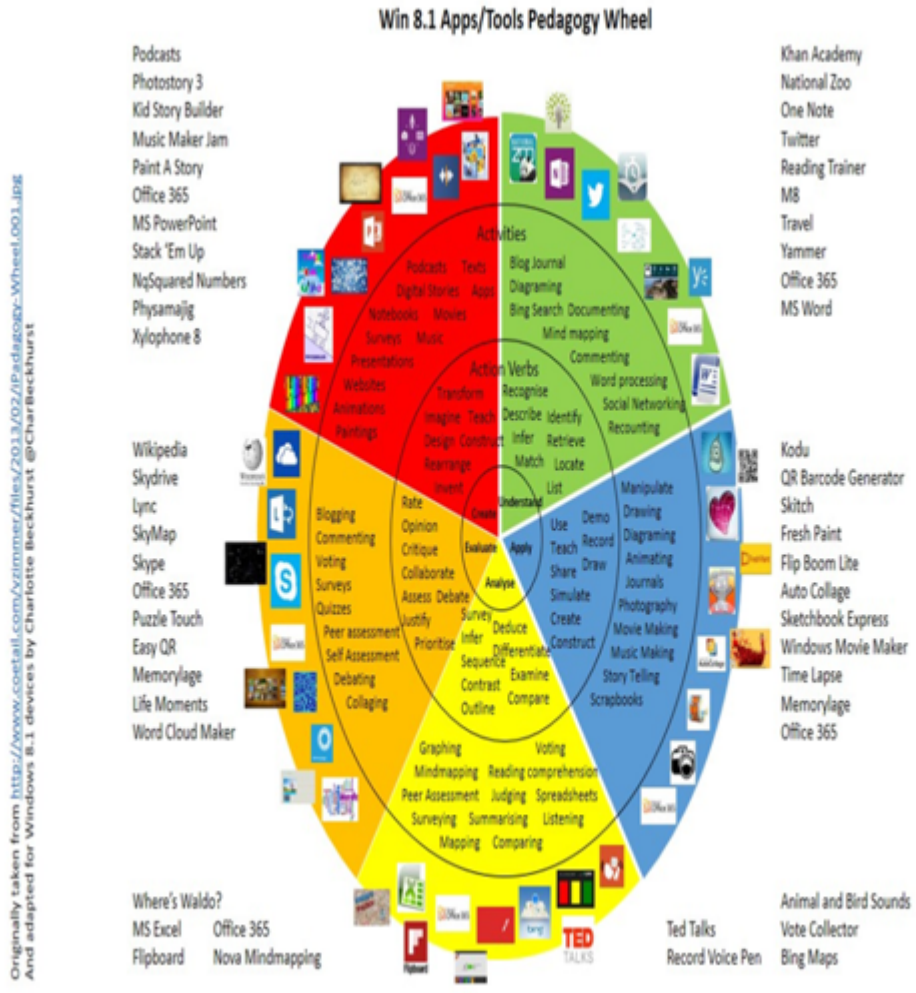 Win 8.1 Apps/Tools Pedagogy Wheel
Podcasts
Photostory 3
Kid Story Builder
Music Maker Jam
Paint A Story
Office 365
MS PowerPoint
Stack 'Em Up
NqSquared Numbers
Physamajig
Xylophone 8
Khan Academy
National Zoo
One Note
Twitter
Reading Trainer
M8
Travel
Yammer
Office 365
MS Word
Activities
Podcasts Texts
Digital Stories Apps
Notebooks Movies
Surveys Music
Presentations
Websites
Animations
Paintings
Blog Journal
Diagraming
Bing Search Documenting
Mind mapping
Commenting
Word processing
Social Networking
Recounting
Action Verbs
Transform
Imagine Teach
Design Construct
Rearrange
Invent
Recognise
Describe Identify
Infer Retrieve
Match Locate
List
Create
Understand
Evaluate
Apply
Analyse
Wikipedia
Skydrive
Lync
SkyMap
Skype
Office 365
Puzzle Touch
Easy QR
Memorylage
Life Moments
Word Cloud Maker
Blogging
Commenting
Voting
Surveys
Quizzes
Peer assessment
Self Assessment
Debating
Collaging
Rate
Opinion
Critique
Collaborate
Assess Debate
Justify
Prioritise
Survey
Infer
Deduce
Differentiate
Sequence
Examine
Contrast
Compare
Outline
Use Demo
Teach Record
Share Draw
Simulate
Create
Construct
Manipulate
Drawing
Diagraming
Animating
Journals
Photography
Movie Making
Music Making
Story Telling
Scrapbooks
Kodu
QR Barcode Generator
Skitch
Fresh Paint
Flip Boom Lite
Auto Collage
Sketchbook Express
Windows Movie Maker
Time Lapse
Memorylage
Office 365
Graphing Voting
Mindmapping Reading comprehension
Peer Assessment Judging Spreadsheets
Surveying Summarising Listening
Mapping Comparing
Where's Waldo?
MS Excel Office 365
Flipboard Nova Mindmapping
Flipboard
bing
TED
TALKS
Animal and Bird Sounds
Ted Talks Vote Collector
Record Voice Pen Bing Maps
Originally taken from http://www.coetail.com/vzimmer/files/2013/02/iPadagogy-Wheel.001.jpg
And adapted for Windows 8.1 devices by Charlotte Beckhurst @CharBeckhurst